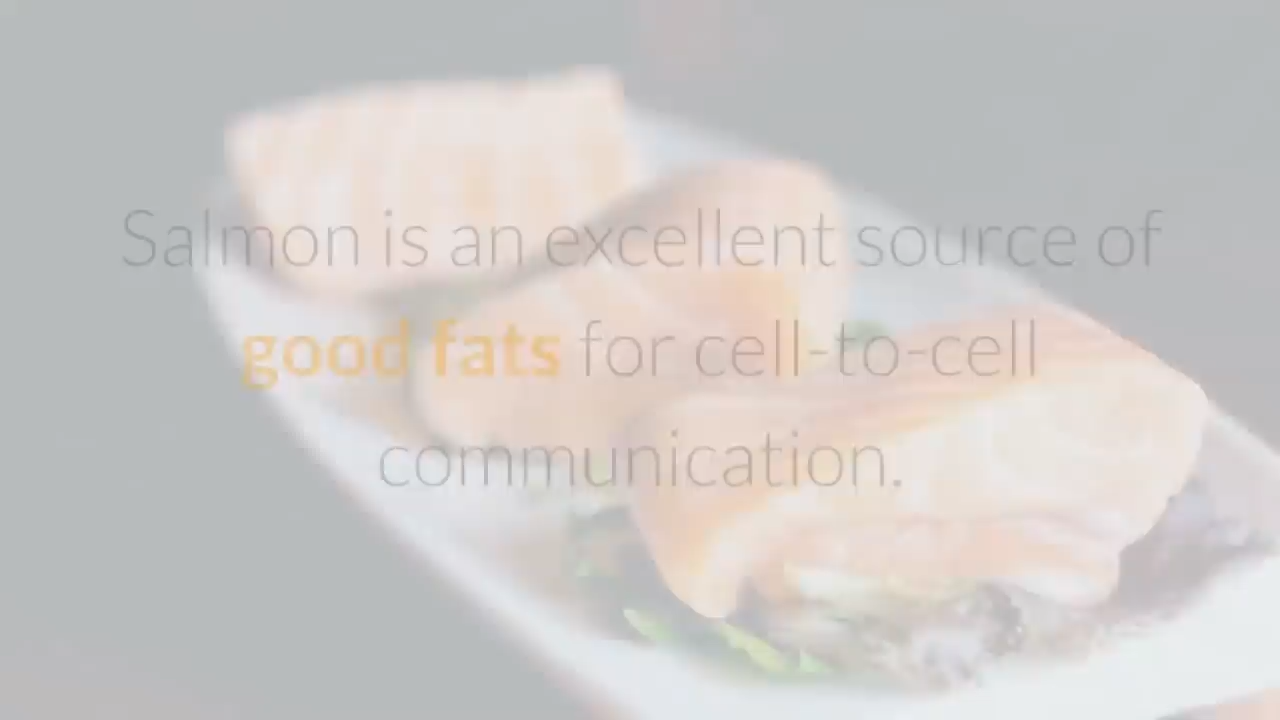 Salmon is an excellent source of
good fats for cell-to-cell
communication.